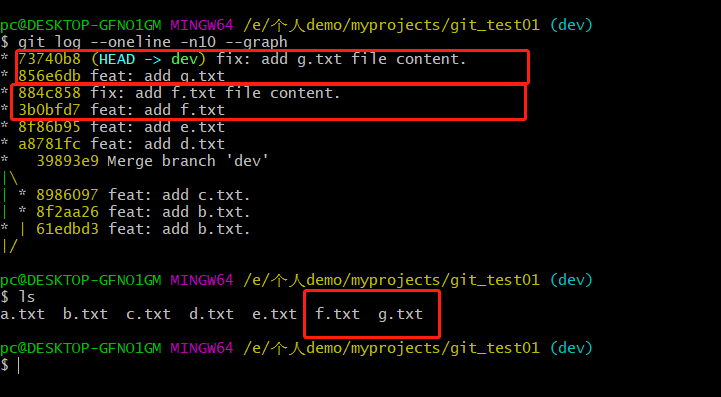 pc@DESKTOP-GFNO1GM MINGW64 /e/个人demo/myprojects/git_test01 (dev)
$ git log --oneline -n10 --graph
* 73740b8 (HEAD -> dev) fix: add g.txt file content.
* 856e6db feat: add g.txt
* 884c858 fix: add f.txt file content.
* 3b0bfd7 feat: add f.txt
* 8f86b95 feat: add e.txt
* a8781fc feat: add d.txt
*   39893e9 Merge branch 'dev'
|\
| * 8986097 feat: add c.txt.
| * 8f2aa26 feat: add b.txt.
* | 61edbd3 feat: add b.txt.
|/
pc@DESKTOP-GFNO1GM MINGW64 /e/个人demo/myprojects/git_test01 (dev)
$ ls
a.txt  b.txt  c.txt  d.txt  e.txt  f.txt  g.txt
pc@DESKTOP-GFNO1GM MINGW64 /e/个人demo/myprojects/git_test01 (dev)
$